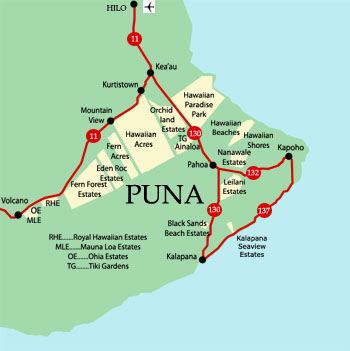 HILO
11
Kea'au
Kurtistown
Hawaiian
Paradise
Park
Orchid
land
Estates
130
Mountain
View
Hawaiian
Acres
TG
Ainaloa
Hawaiian
Beaches
Hawaiian
Shores
11
Fern
Acres
Nanawale
Estates
Kapoho
Eden Roc
Estates
Pahoa
132
Fern Forest
Estates
Leilani
Estates
Volcano
OE
RHE
MLE
PUNA
130
137
Black Sands
Beach Estates
RHE.....Royal Hawaiian Estates
MLE......Mauna Loa Estates
OE......Ohia Estates
TG.......Tiki Gardens
Kalapana
Seaview
Estates
Kalapana